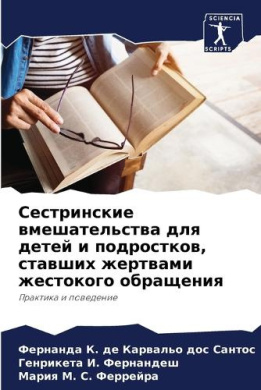 SCIENCIA
SCRIPTS
Сестринские
вмешательства для
детей и подростков,
ставших жертвами
жестокого обращения
Практика и поведение
Фернанда К. де Карвальо дос Сантос
Генрикета И. Фернандеш
Мария М. С. Феррейра